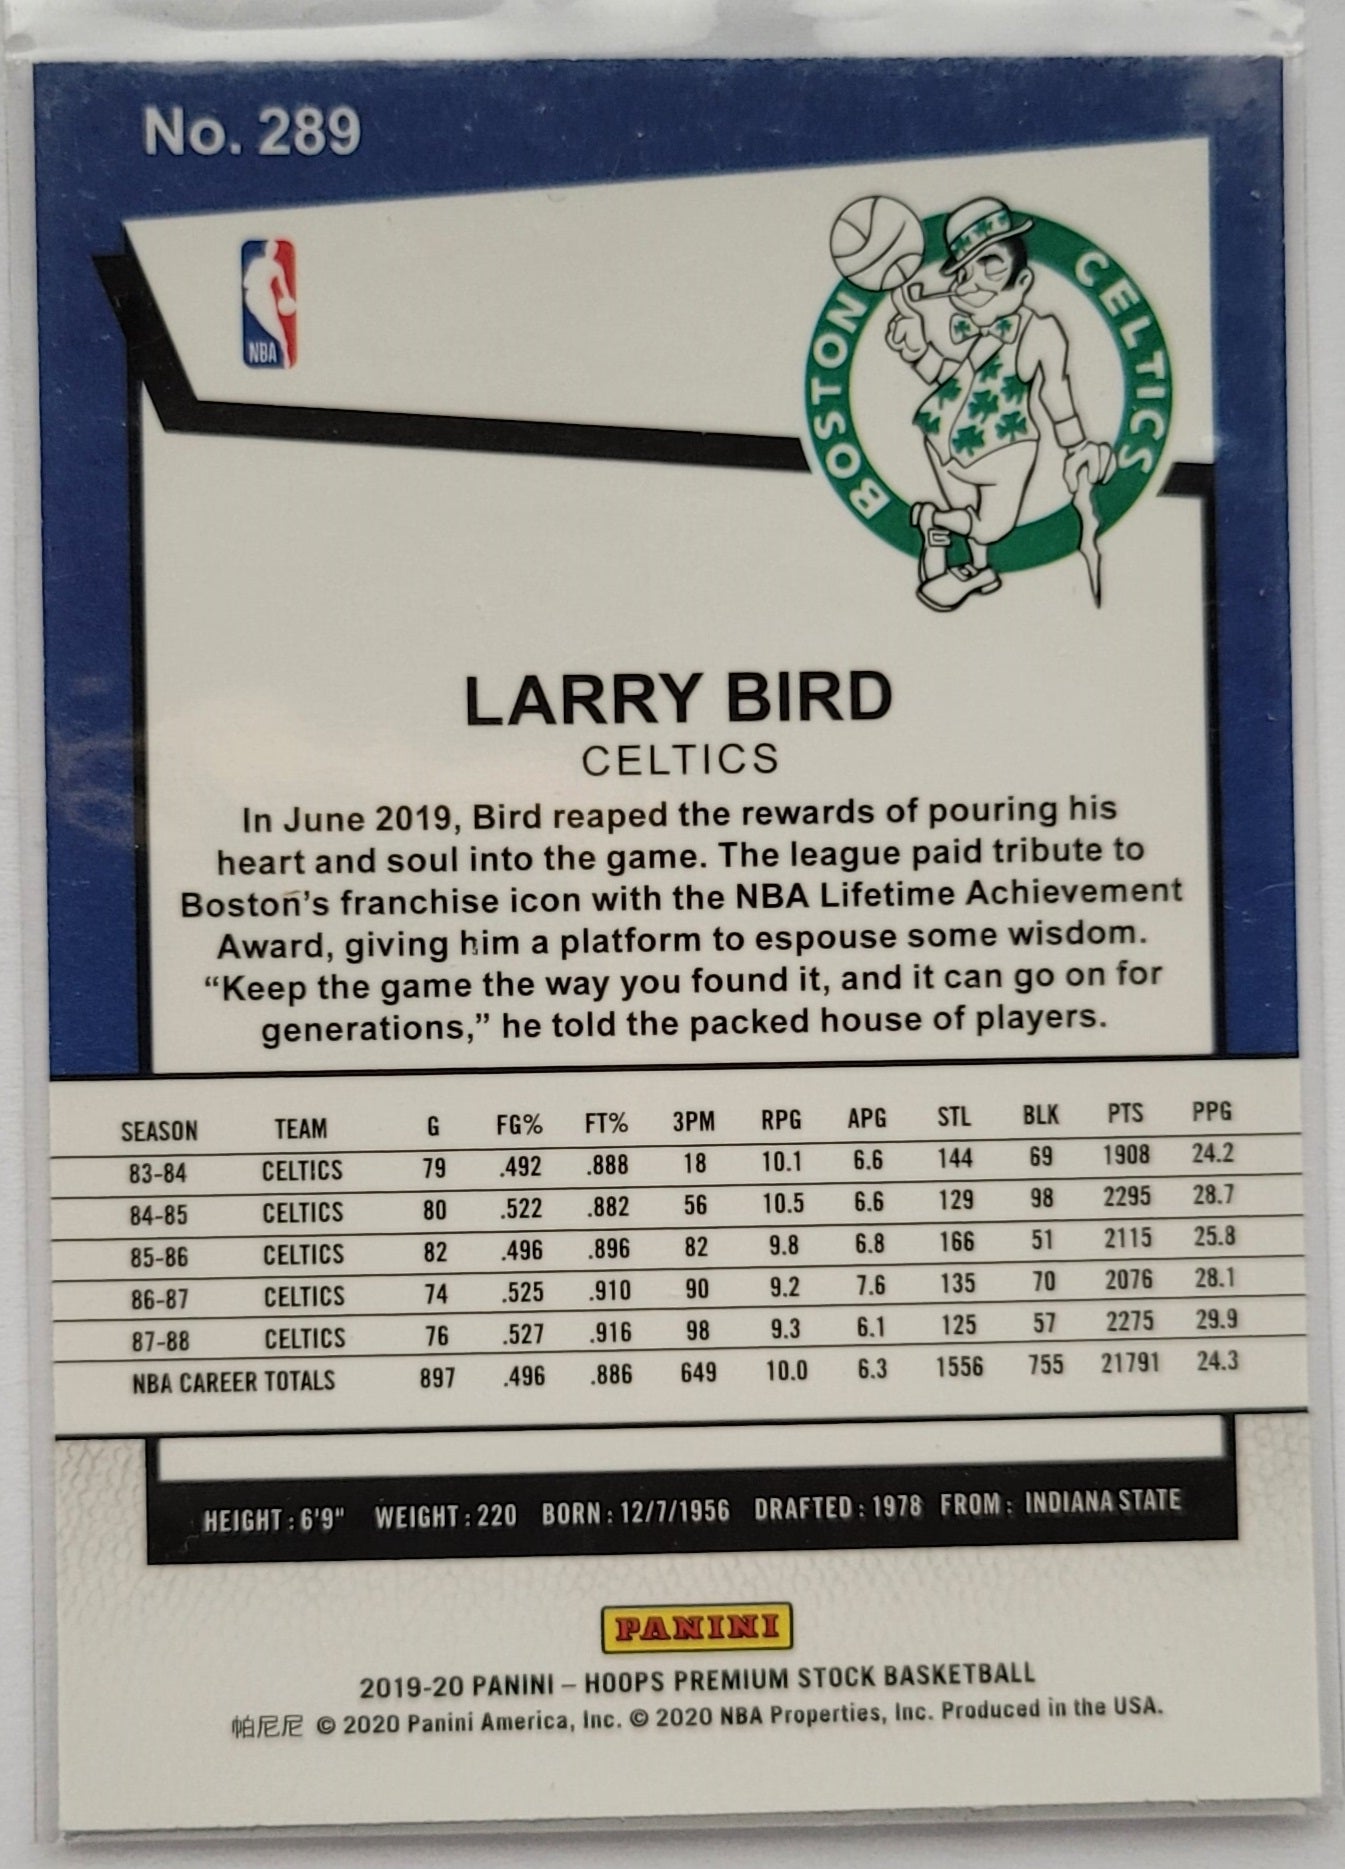 No. 289
NBA
BOSTON CELTICS
LARRY BIRD
CELTICS
In June 2019, Bird reaped the rewards of pouring his
heart and soul into the game. The league paid tribute to
Boston's franchise icon with the NBA Lifetime Achievement
Award, giving him a platform to espouse some wisdom.
“Keep the game the way you found it, and it can go on for
generations,” he told the packed house of players.
SEASON TEAM G FG% FT% 3PM RPG APG STL BLK PTS PPG
83-84 CELTICS 79 .492 .888 18 10.1 6.6 144 69 1908 24.2
84-85 CELTICS 80 .522 .882 56 10.5 6.6 129 98 2295 28.7
85-86 CELTICS 82 .496 .896 82 9.8 6.8 166 51 2115 25.8
86-87 CELTICS 74 .525 .910 90 9.2 7.6 135 70 2076 28.1
87-88 CELTICS 76 .527 .916 98 9.3 6.1 125 57 2275 29.9
NBA CAREER TOTALS 897 .496 .886 649 10.0 6.3 1556 755 21791 24.3
HEIGHT : 6'9" WEIGHT : 220 BORN : 12/7/1956 DRAFTED : 1978 FROM : INDIANA STATE
PANINI
2019-20 PANINI – HOOPS PREMIUM STOCK BASKETBALL
帕尼尼 © 2020 Panini America, Inc. © 2020 NBA Properties, Inc. Produced in the USA.